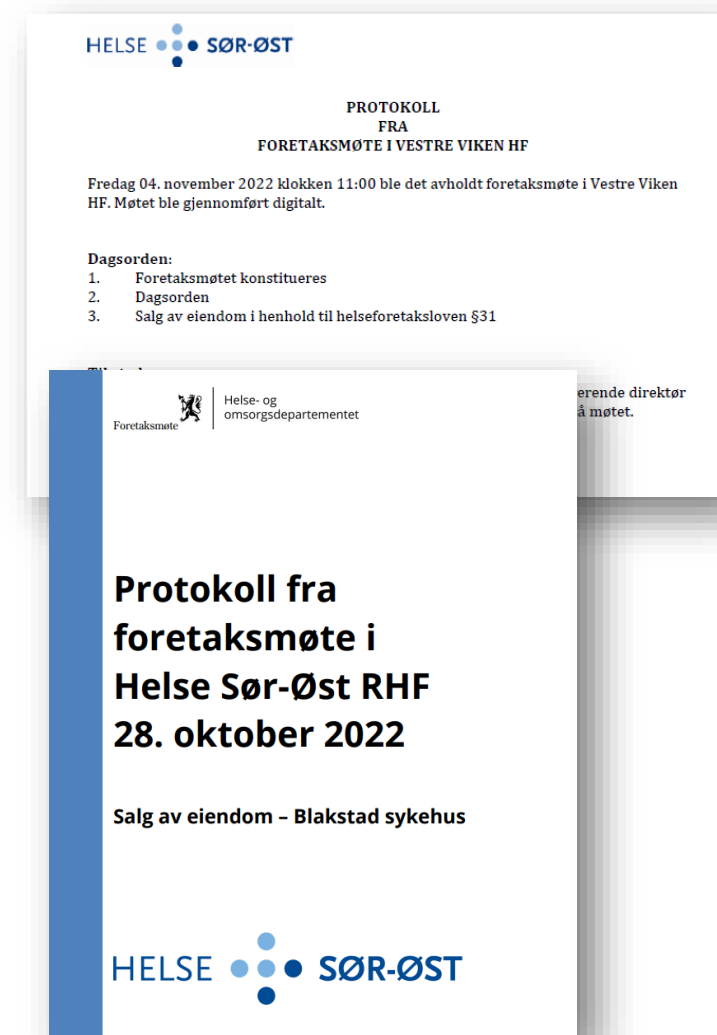 HELSE SØR-ØST
PROTOKOLL
FRA
FORETAKSMØTE I VESTRE VIKEN HF
Fredag 04. november 2022 klokken 11:00 ble det avholdt foretaksmøte i Vestre Viken
HF. Møtet ble gjennomført digitalt.
Dagsorden:
1. Foretaksmøtet konstitueres
2. Dagsorden
3. Salg av eiendom i henhold til helseforetaksloven §31
erende direktør
å møtet.
Foretaksmøte
Helse- og
omsorgsdepartementet
Protokoll fra
foretaksmøte i
Helse Sør-Øst RHF
28. oktober 2022
Salg av eiendom – Blakstad sykehus
HELSE SØR-ØST